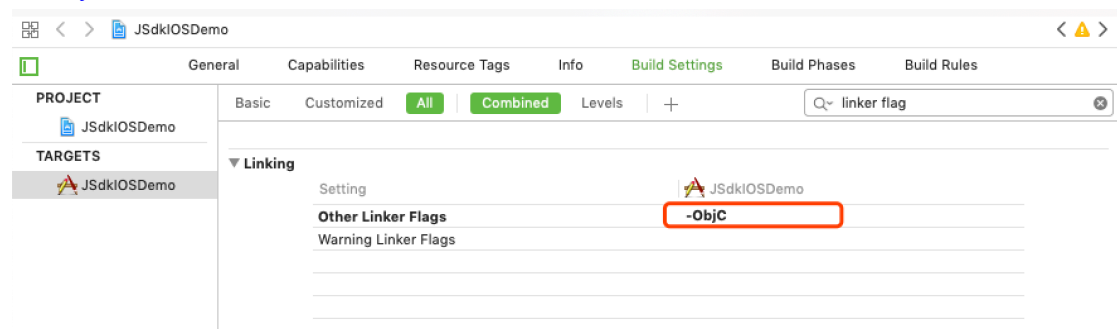 JSdkIOSDemo
General Capabilities Resource Tags Info Build Settings Build Phases Build Rules
PROJECT
JSdkIOSDemo
TARGETS
JSdkIOSDemo
Basic Customized All Combined Levels + linker flag
Linking
Setting JSdkIOSDemo
Other Linker Flags -ObjC
Warning Linker Flags